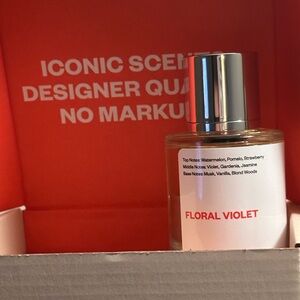 ICONIC SCEN
DESIGNER QUA
NO MARKU
Top Notes: Watermelon, Pomelo, Strawberry
Middle Notes: Violet, Gardenia, Jasmine
Base Notes: Musk, Vanilla, Blond Woods
FLORAL VIOLET